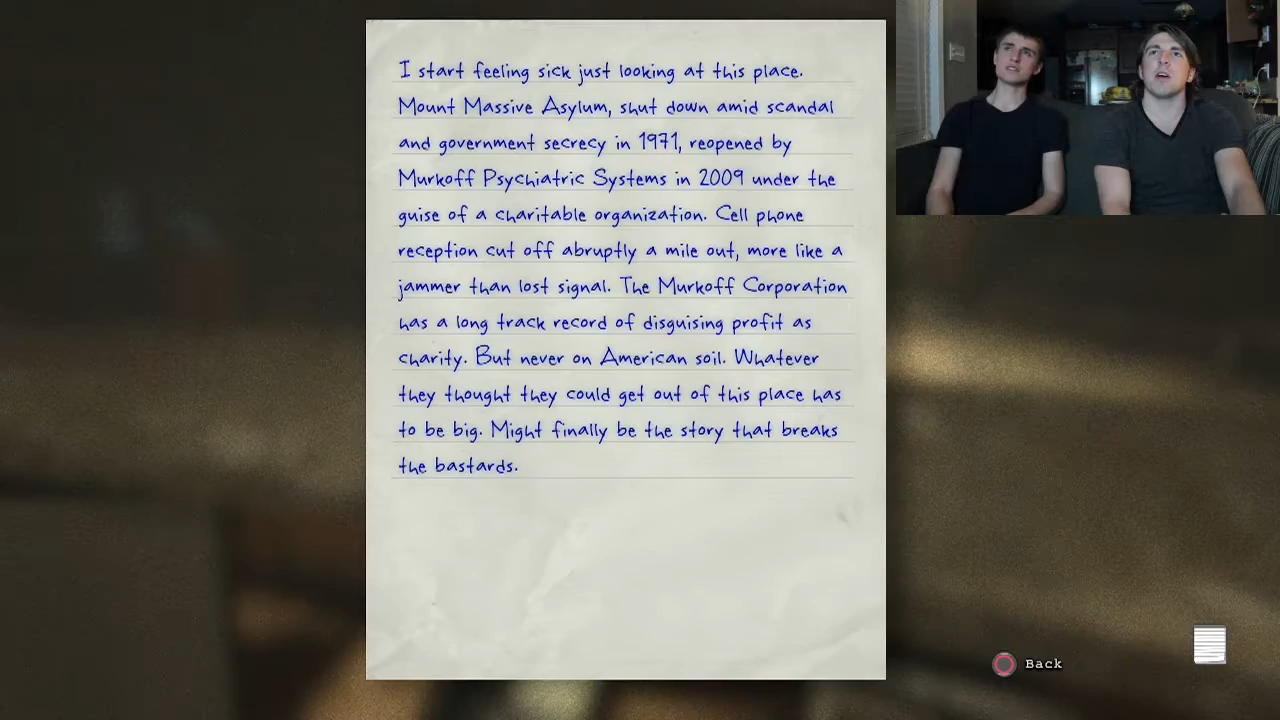 I start feeling sick just looking at this place.
Mount Massive Asylum, shut down amid scandal
and government secrecy in 1971, reopened by
Murkoff Psychiatric Systems in 2009 under the
guise of a charitable organization. Cell phone
reception cut off abruptly a mile out, more like a
jammer than lost signal. The Murkoff Corporation
has a long track record of disguising profit as
charity. But never on American soil. Whatever
they thought they could get out of this place has
to be big. Might finally be the story that breaks
the bastards.
Back